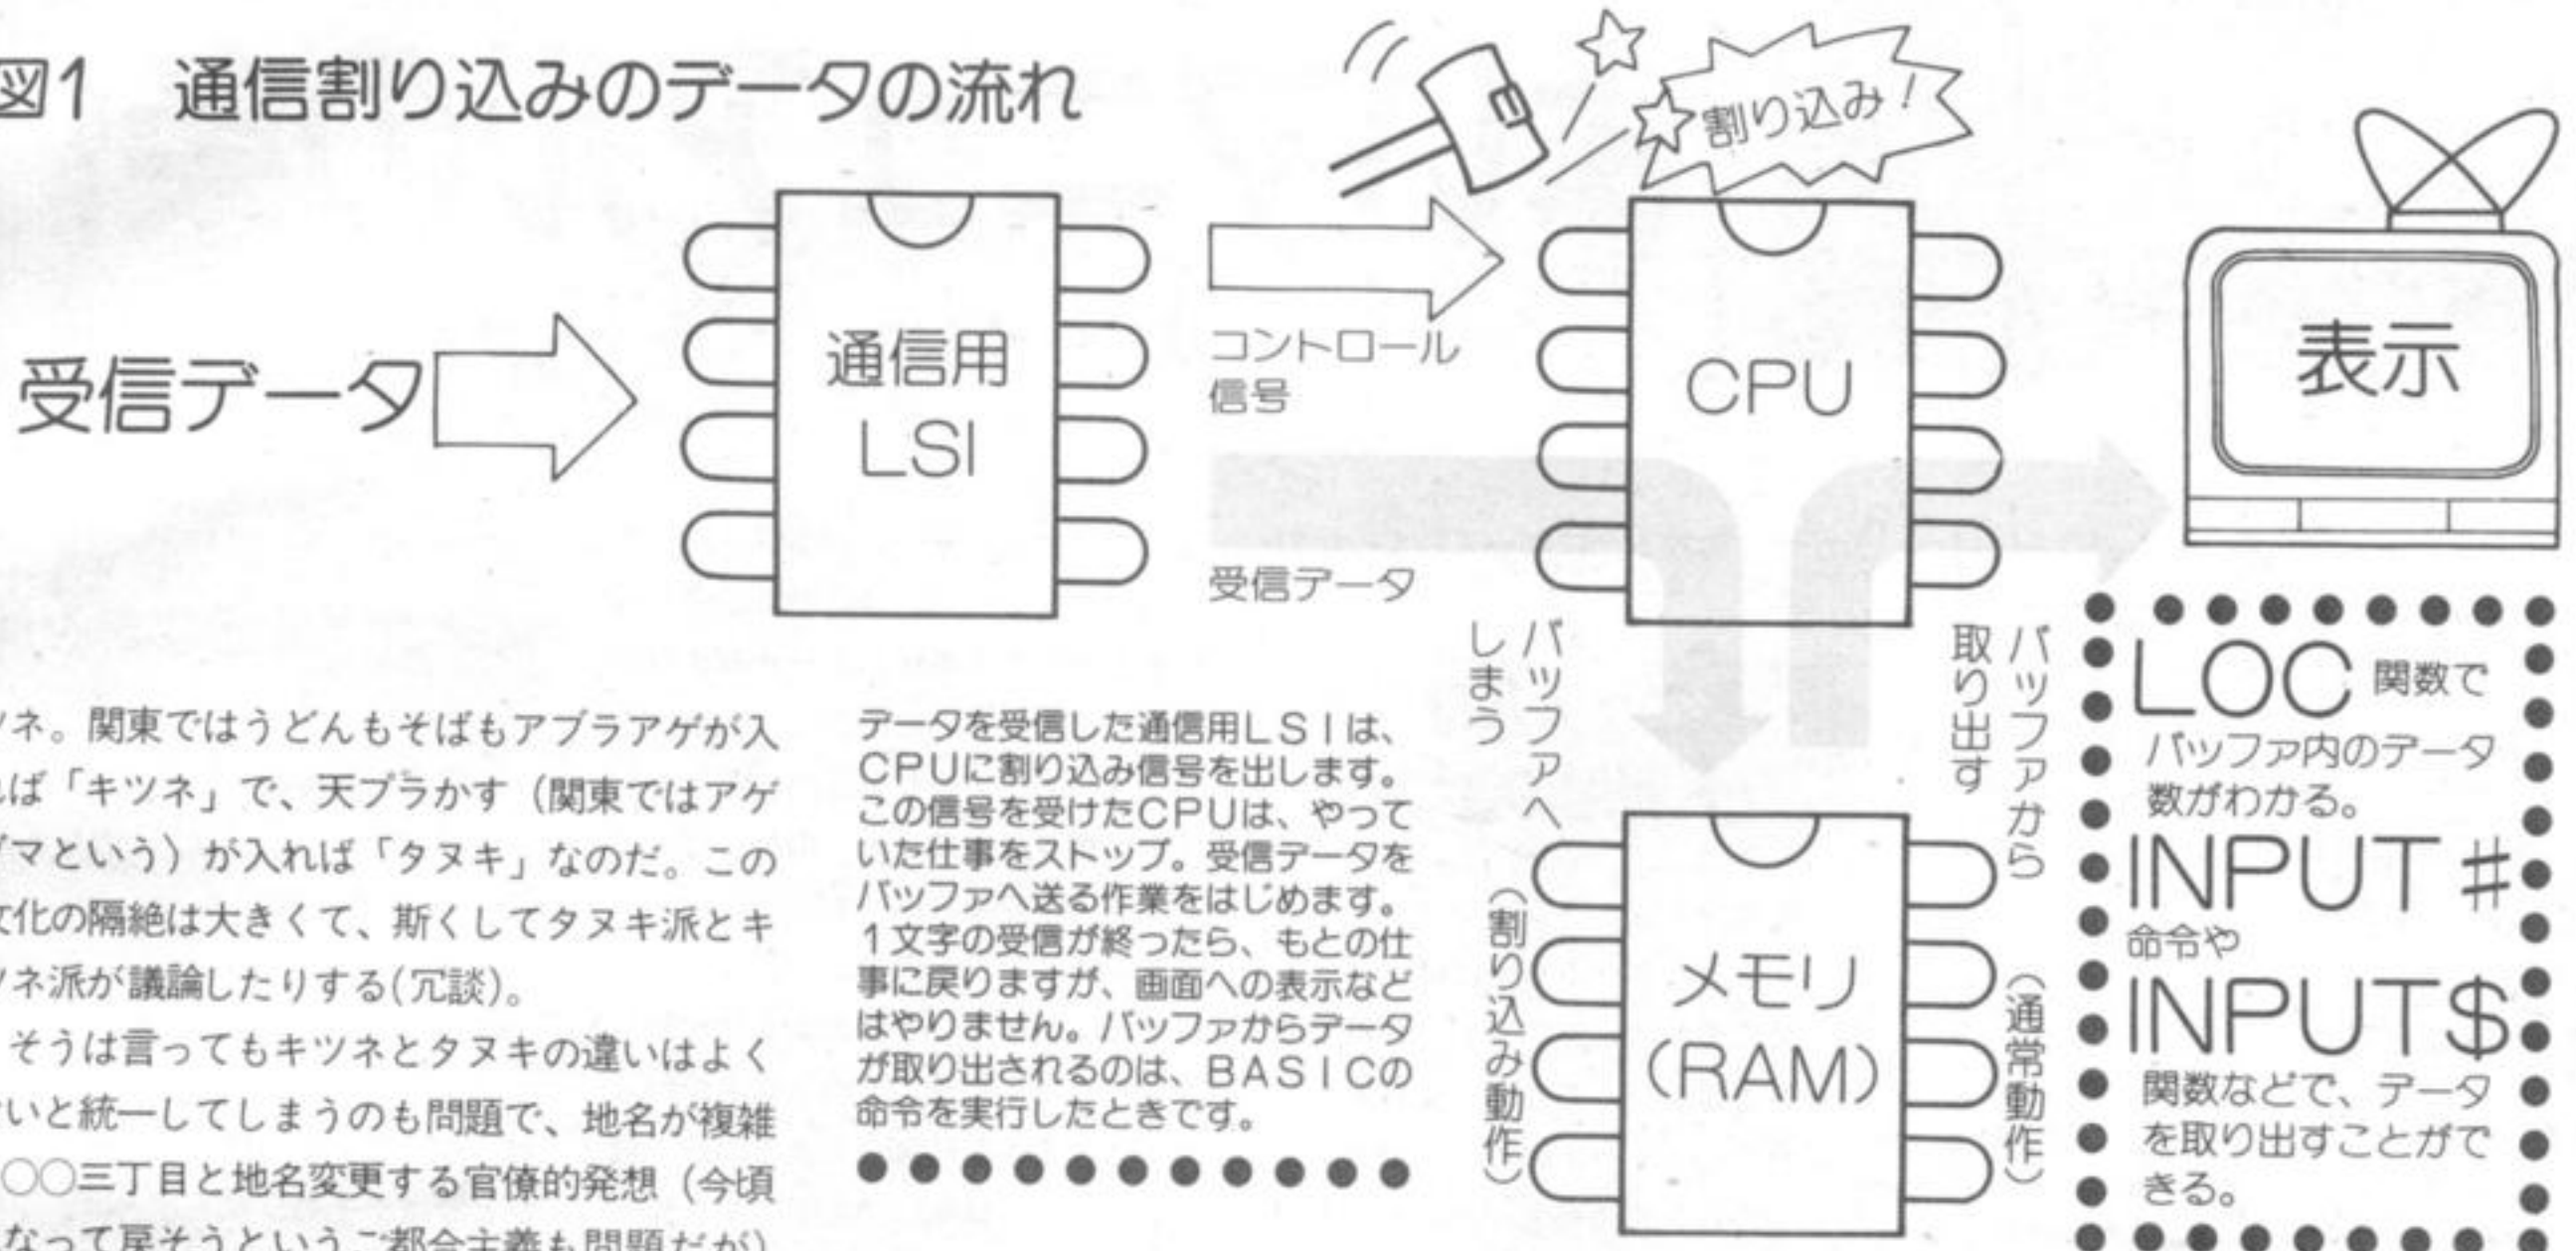 図1　通信割り込みのデータの流れ
割り込み！
受信データ
通信用
LSI
コントロール
信号
受信データ
CPU
表示
バッファへ
しまう
（割り込み動作）
バッファから
取り出す
（通常動作）
メモリ
(RAM)
LOC 関数で
バッファ内のデータ
数がわかる。
INPUT #
命令や
INPUT$
関数などで、データ
を取り出すことがで
きる。
データを受信した通信用ＬＳＩは、
ＣＰＵに割り込み信号を出します。
この信号を受けたＣＰＵは、やって
いた仕事をストップ。受信データを
バッファへ送る作業をはじめます。
１文字の受信が終ったら、もとの仕
事に戻りますが、画面への表示など
はやりません。バッファからデータ
が取り出されるのは、ＢＡＳＩＣの
命令を実行したときです。
ツネ。関東ではうどんもそばもアブラアゲが入
れば「キツネ」で、天プラかす（関東ではアゲ
ダマという）が入れば「タヌキ」なのだ。この
文化の隔絶は大きくて、斯くしてタヌキ派とキ
ツネ派が議論したりする(冗談)。
そうは言ってもキツネとタヌキの違いはよく
いと統一してしまうのも問題で、地名が複雑
○○三丁目と地名変更する官僚的発想（今頃
なって戻そうというご都合主義も問題だが）